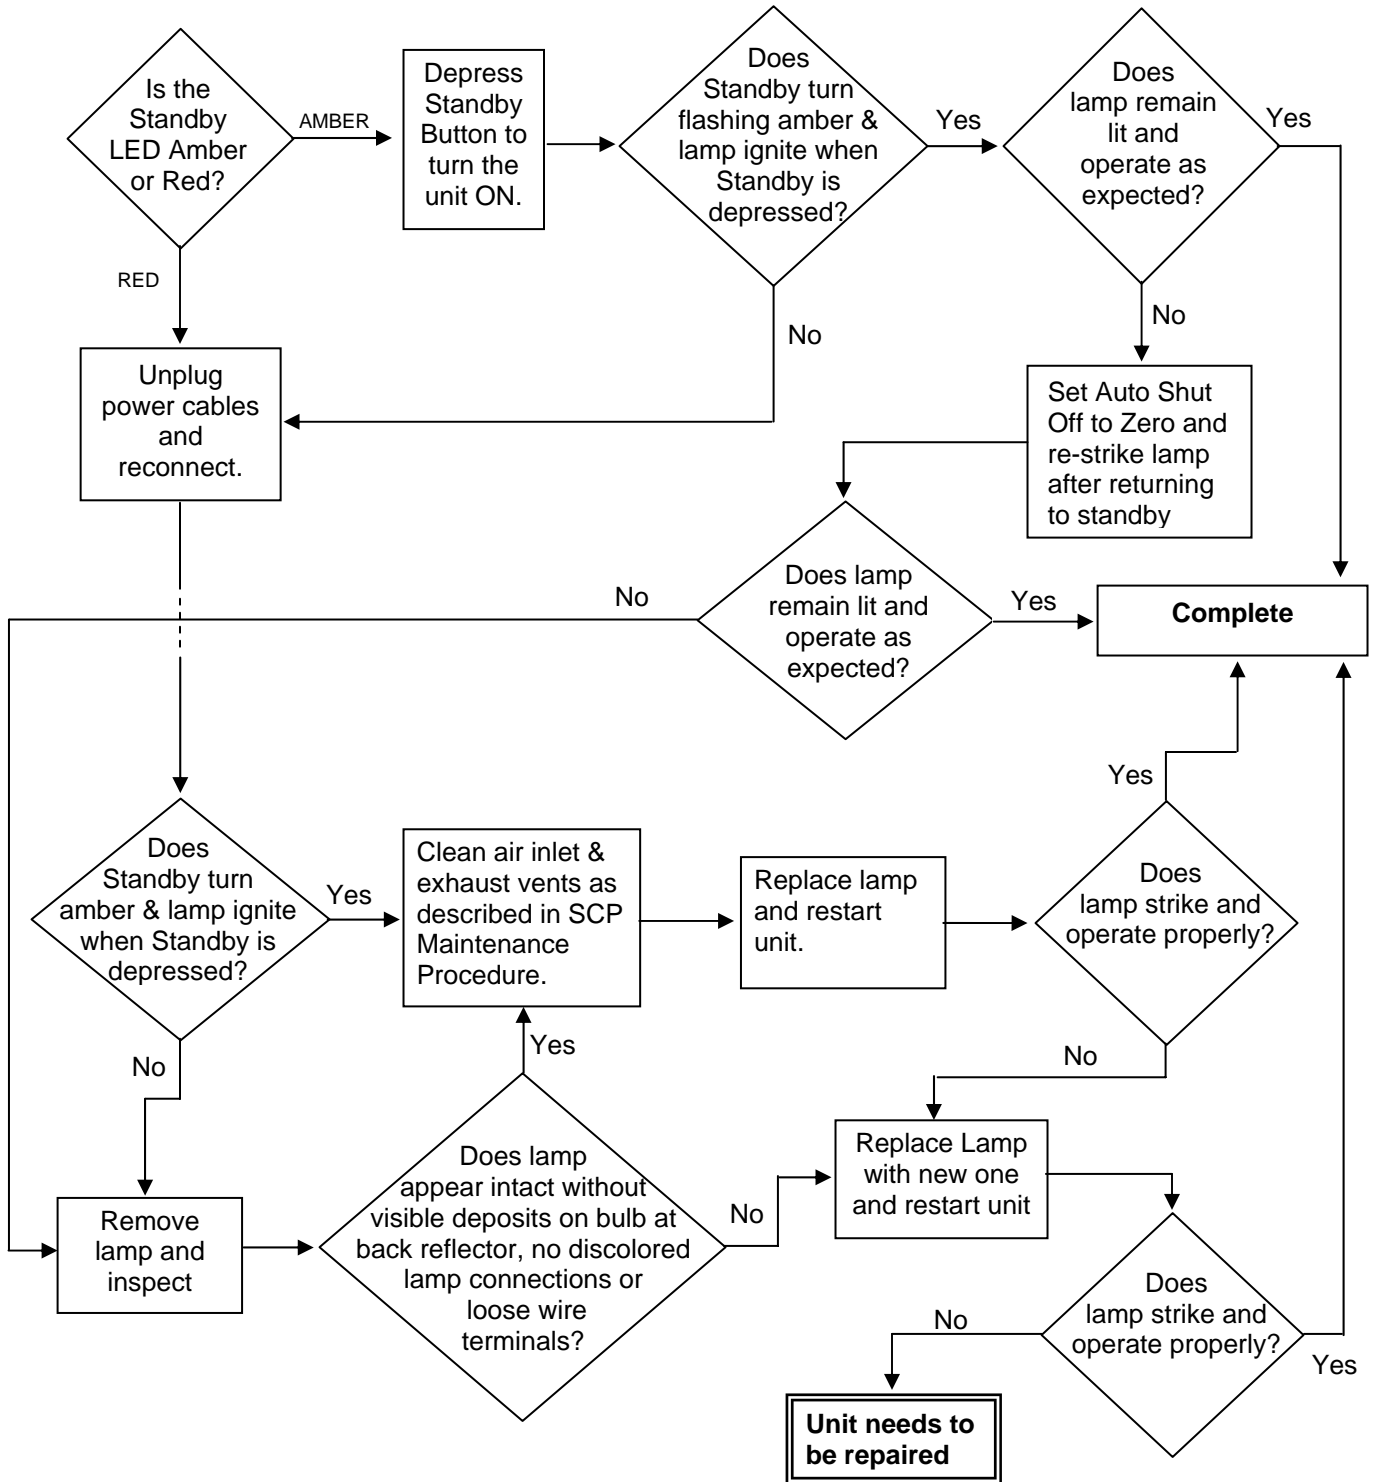 Is the
Standby
LED Amber
or Red?
AMBER
Depress
Standby
Button to
turn the
unit ON.
Does
Standby turn
flashing amber &
lamp ignite when
Standby is
depressed?
Yes
Does
lamp remain
lit and
operate as
expected?
Yes
RED
No
No
Unplug
power cables
and
reconnect.
Set Auto Shut
Off to Zero and
re-strike lamp
after returning
to standby
Does lamp
remain lit and
operate as
expected?
No
Yes
Complete
Yes
Does
Standby turn
amber & lamp ignite
when Standby is
depressed?
Yes
Clean air inlet &
exhaust vents as
described in SCP
Maintenance
Procedure.
Replace lamp
and restart
unit.
Does
lamp strike and
operate properly?
No
Yes
No
Remove
lamp and
inspect
Does lamp
appear intact without
visible deposits on bulb at
back reflector, no discolored
lamp connections or
loose wire
terminals?
No
Replace Lamp
with new one
and restart unit
Does
lamp strike and
operate properly?
No
Yes
Unit needs to
be repaired